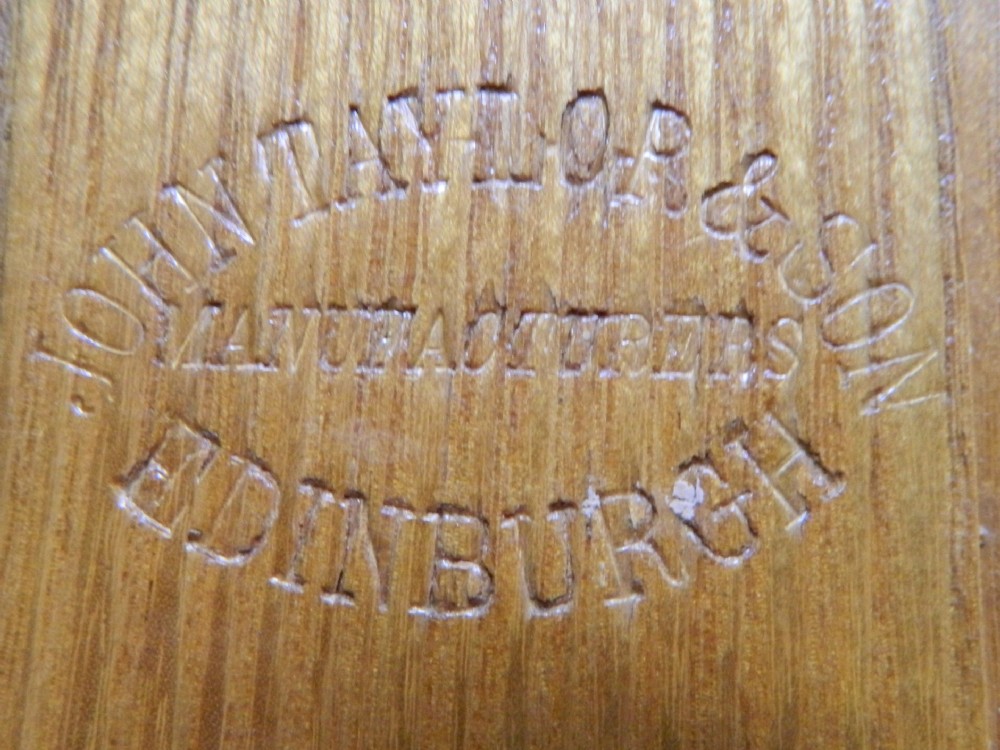 JOHN TAYLOR & SON
MANUFACTURERS
EDINBURGH